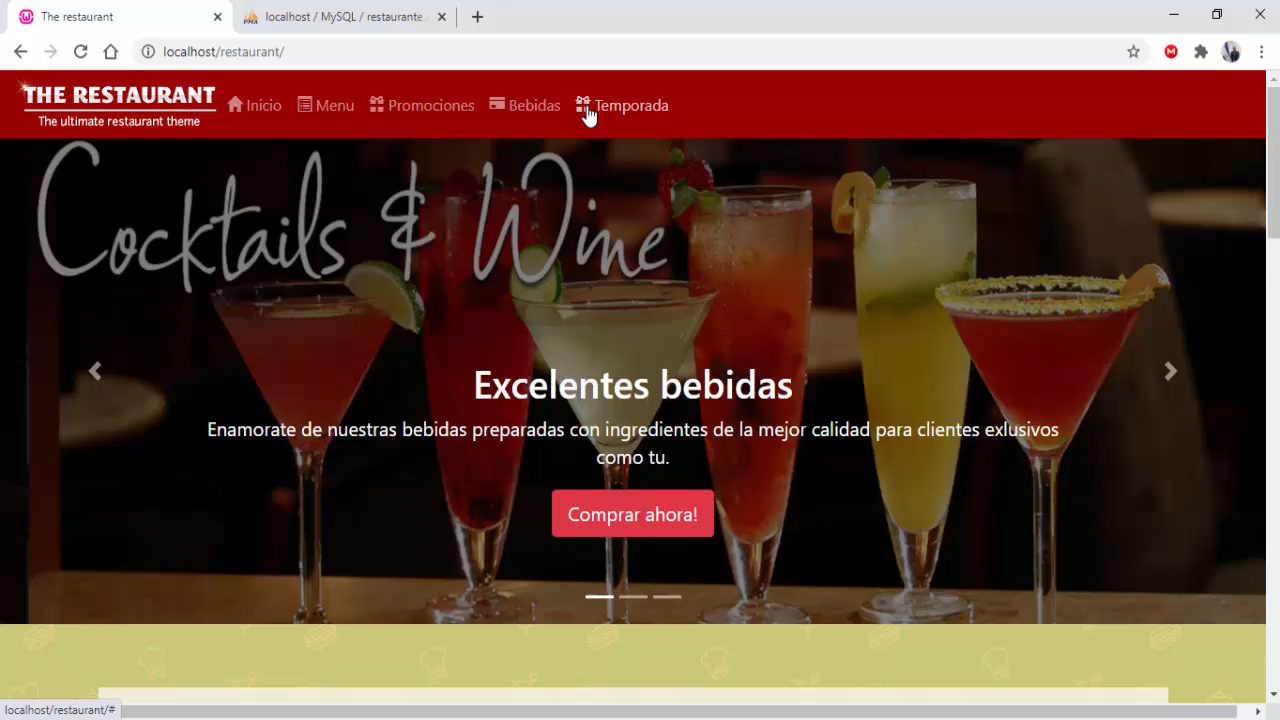 The restaurant
localhost / MySQL / restaurante
localhost/restaurant/
THE RESTAURANT
The ultimate restaurant theme
Inicio
Menu
Promociones
Bebidas
Temporada
Cocktails & Wine
Excelentes bebidas
Enamorate de nuestras bebidas preparadas con ingredientes de la mejor calidad para clientes exlusivos
como tu.
Comprar ahora!
localhost/restaurant/#